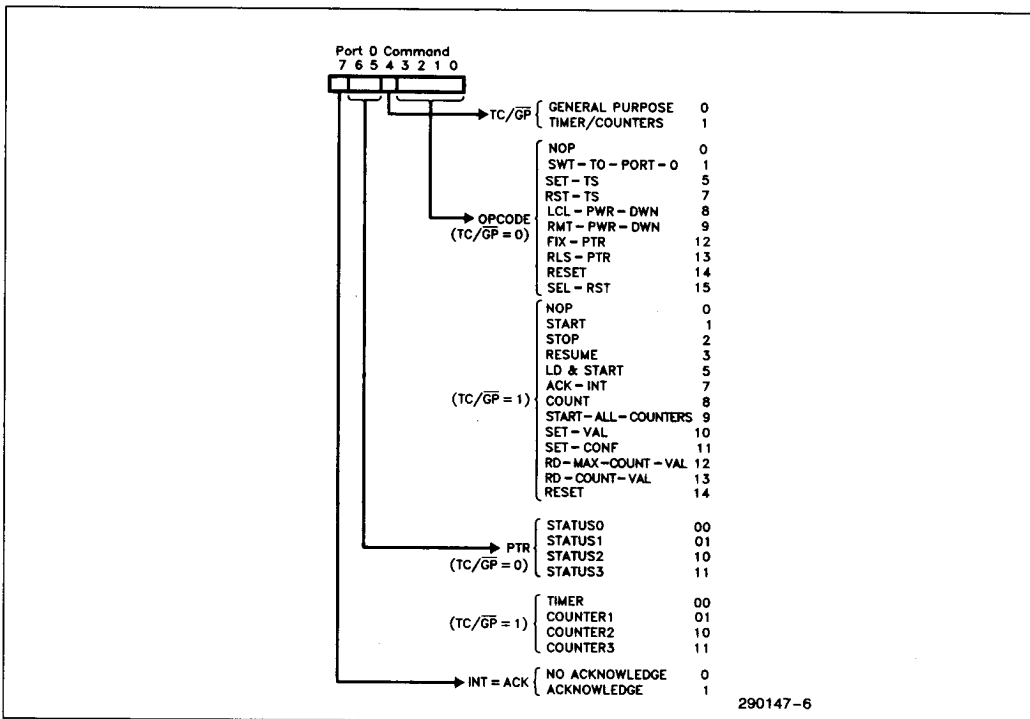 Port 0 Command
7 6 5 4 3 2 1 0
TC/G̅P̅
GENERAL PURPOSE 0
TIMER/COUNTERS 1
OPCODE
(TC/G̅P̅ = 0)
NOP 0
SWT-TO-PORT-0 1
SET-TS 5
RST-TS 7
LCL-PWR-DWN 8
RMT-PWR-DWN 9
FIX-PTR 12
RLS-PTR 13
RESET 14
SEL-RST 15
(TC/G̅P̅ = 1)
NOP 0
START 1
STOP 2
RESUME 3
LD & START 5
ACK-INT 7
COUNT 8
START-ALL-COUNTERS 9
SET-VAL 10
SET-CONF 11
RD-MAX-COUNT-VAL 12
RD-COUNT-VAL 13
RESET 14
PTR
(TC/G̅P̅ = 0)
STATUS0 00
STATUS1 01
STATUS2 10
STATUS3 11
(TC/G̅P̅ = 1)
TIMER 00
COUNTER1 01
COUNTER2 10
COUNTER3 11
INT = ACK
NO ACKNOWLEDGE 0
ACKNOWLEDGE 1
290147-6